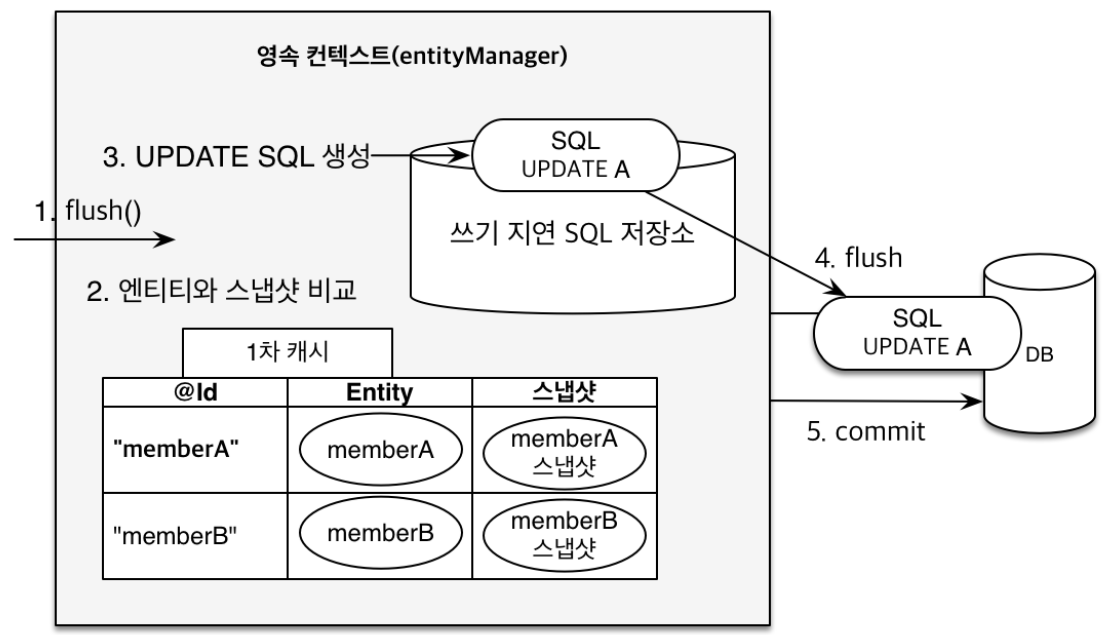 영속 컨텍스트(entityManager)
3. UPDATE SQL 생성
SQL
UPDATE A
쓰기 지연 SQL 저장소
1. flush()
2. 엔티티와 스냅샷 비교
4. flush
SQL
UPDATE A
DB
5. commit
1차 캐시
@Id
Entity
스냅샷
"memberA"
memberA
memberA
스냅샷
"memberB"
memberB
memberB
스냅샷